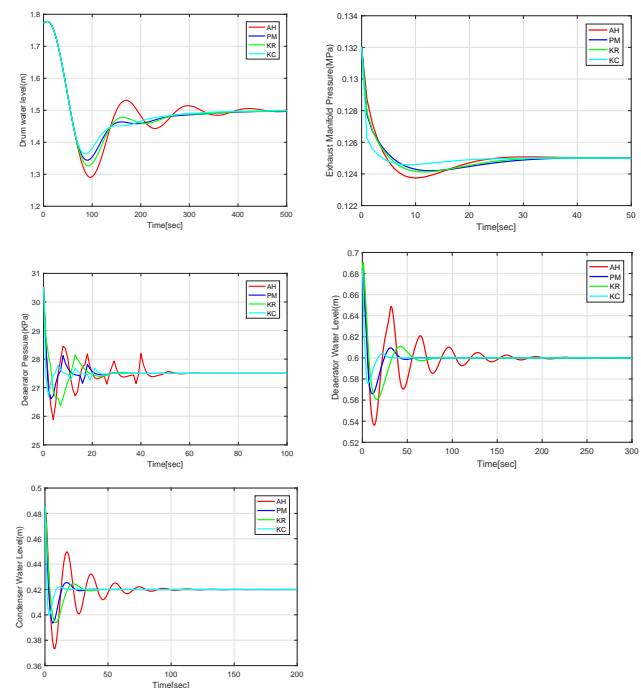 1.8
1.7
1.6
1.5
1.4
1.3
1.2
Drum water level(m)
0 100 200 300 400 500
Time[sec]
AH
PM
KR
KC
0.134
0.13
0.128
0.126
0.124
0.122
Exhaust Manifold Pressure(MPa)
0 10 20 30 40 50
Time[sec]
AH
PM
KR
KC
31
30
29
28
27
26
25
Deaerator Pressure(KPa)
0 20 40 60 80 100
Time[sec]
AH
PM
KR
KC
0.68
0.66
0.64
0.62
0.6
0.58
0.56
0.54
0.52
Deaerator Water Level(m)
0 50 100 150 200 250 300
Time[sec]
AH
PM
KR
KC
0.5
0.48
0.46
0.44
0.42
0.4
0.38
0.36
Condenser Water Level(m)
0 50 100 150 200
Time[sec]
AH
PM
KR
KC